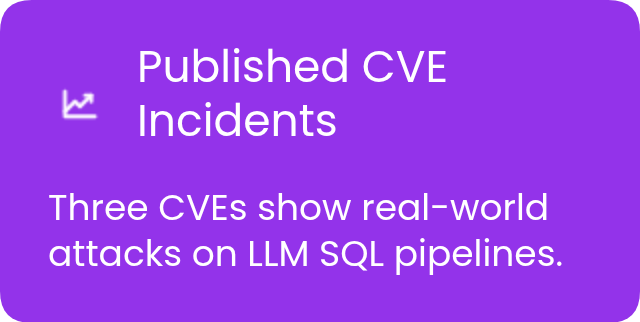 Published CVE
Incidents
Three CVEs show real-world
attacks on LLM SQL pipelines.